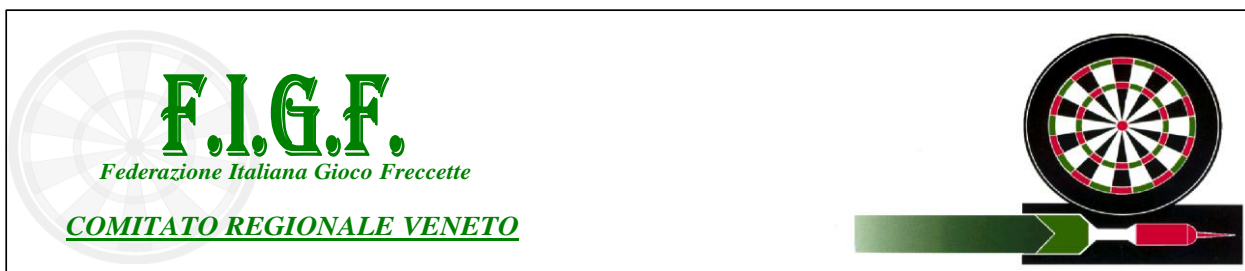 F.I.G.F.
Federazione Italiana Gioco Freccette
COMITATO REGIONALE VENETO